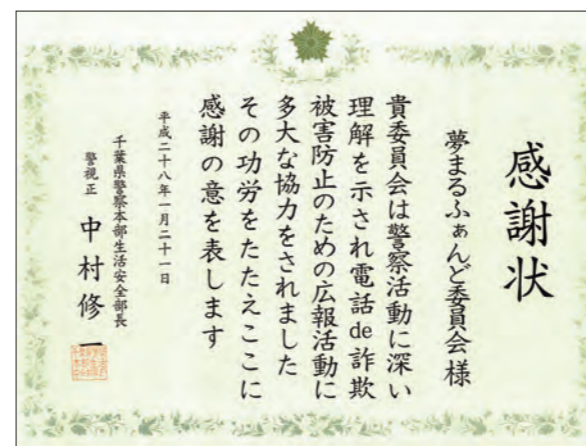 感謝状
夢まるふぁんど委員会様
貴委員会は警察活動に深い
理解を示され電話de詐欺
被害防止のための広報活動に
多大な協力をされました
その功労をたたえここに
感謝の意を表します
平成二十八年一月二十一日
千葉県警察本部生活安全部長
警視正 中村修一